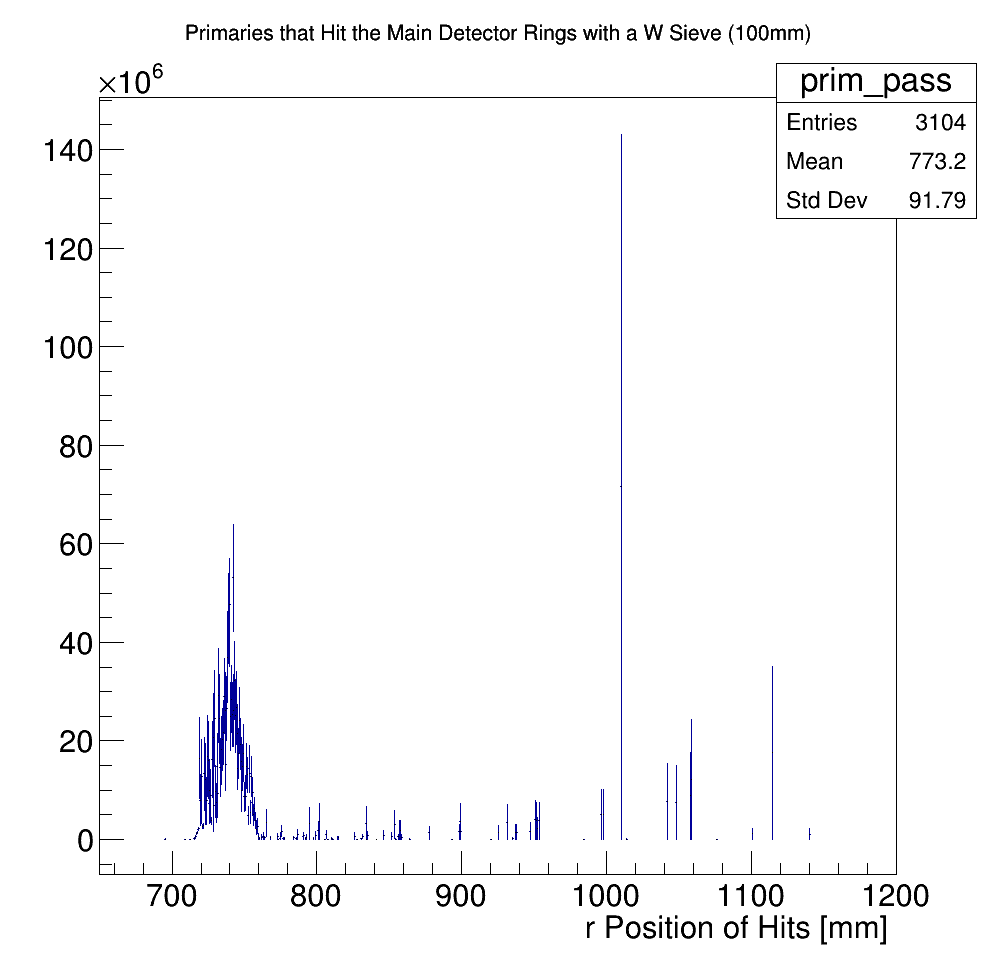 Primaries that Hit the Main Detector Rings with a W Sieve (100mm)
×10⁶
prim_pass
Entries 3104
Mean 773.2
Std Dev 91.79
140
120
100
80
60
40
20
0
700 800 900 1000 1100 1200
r Position of Hits [mm]